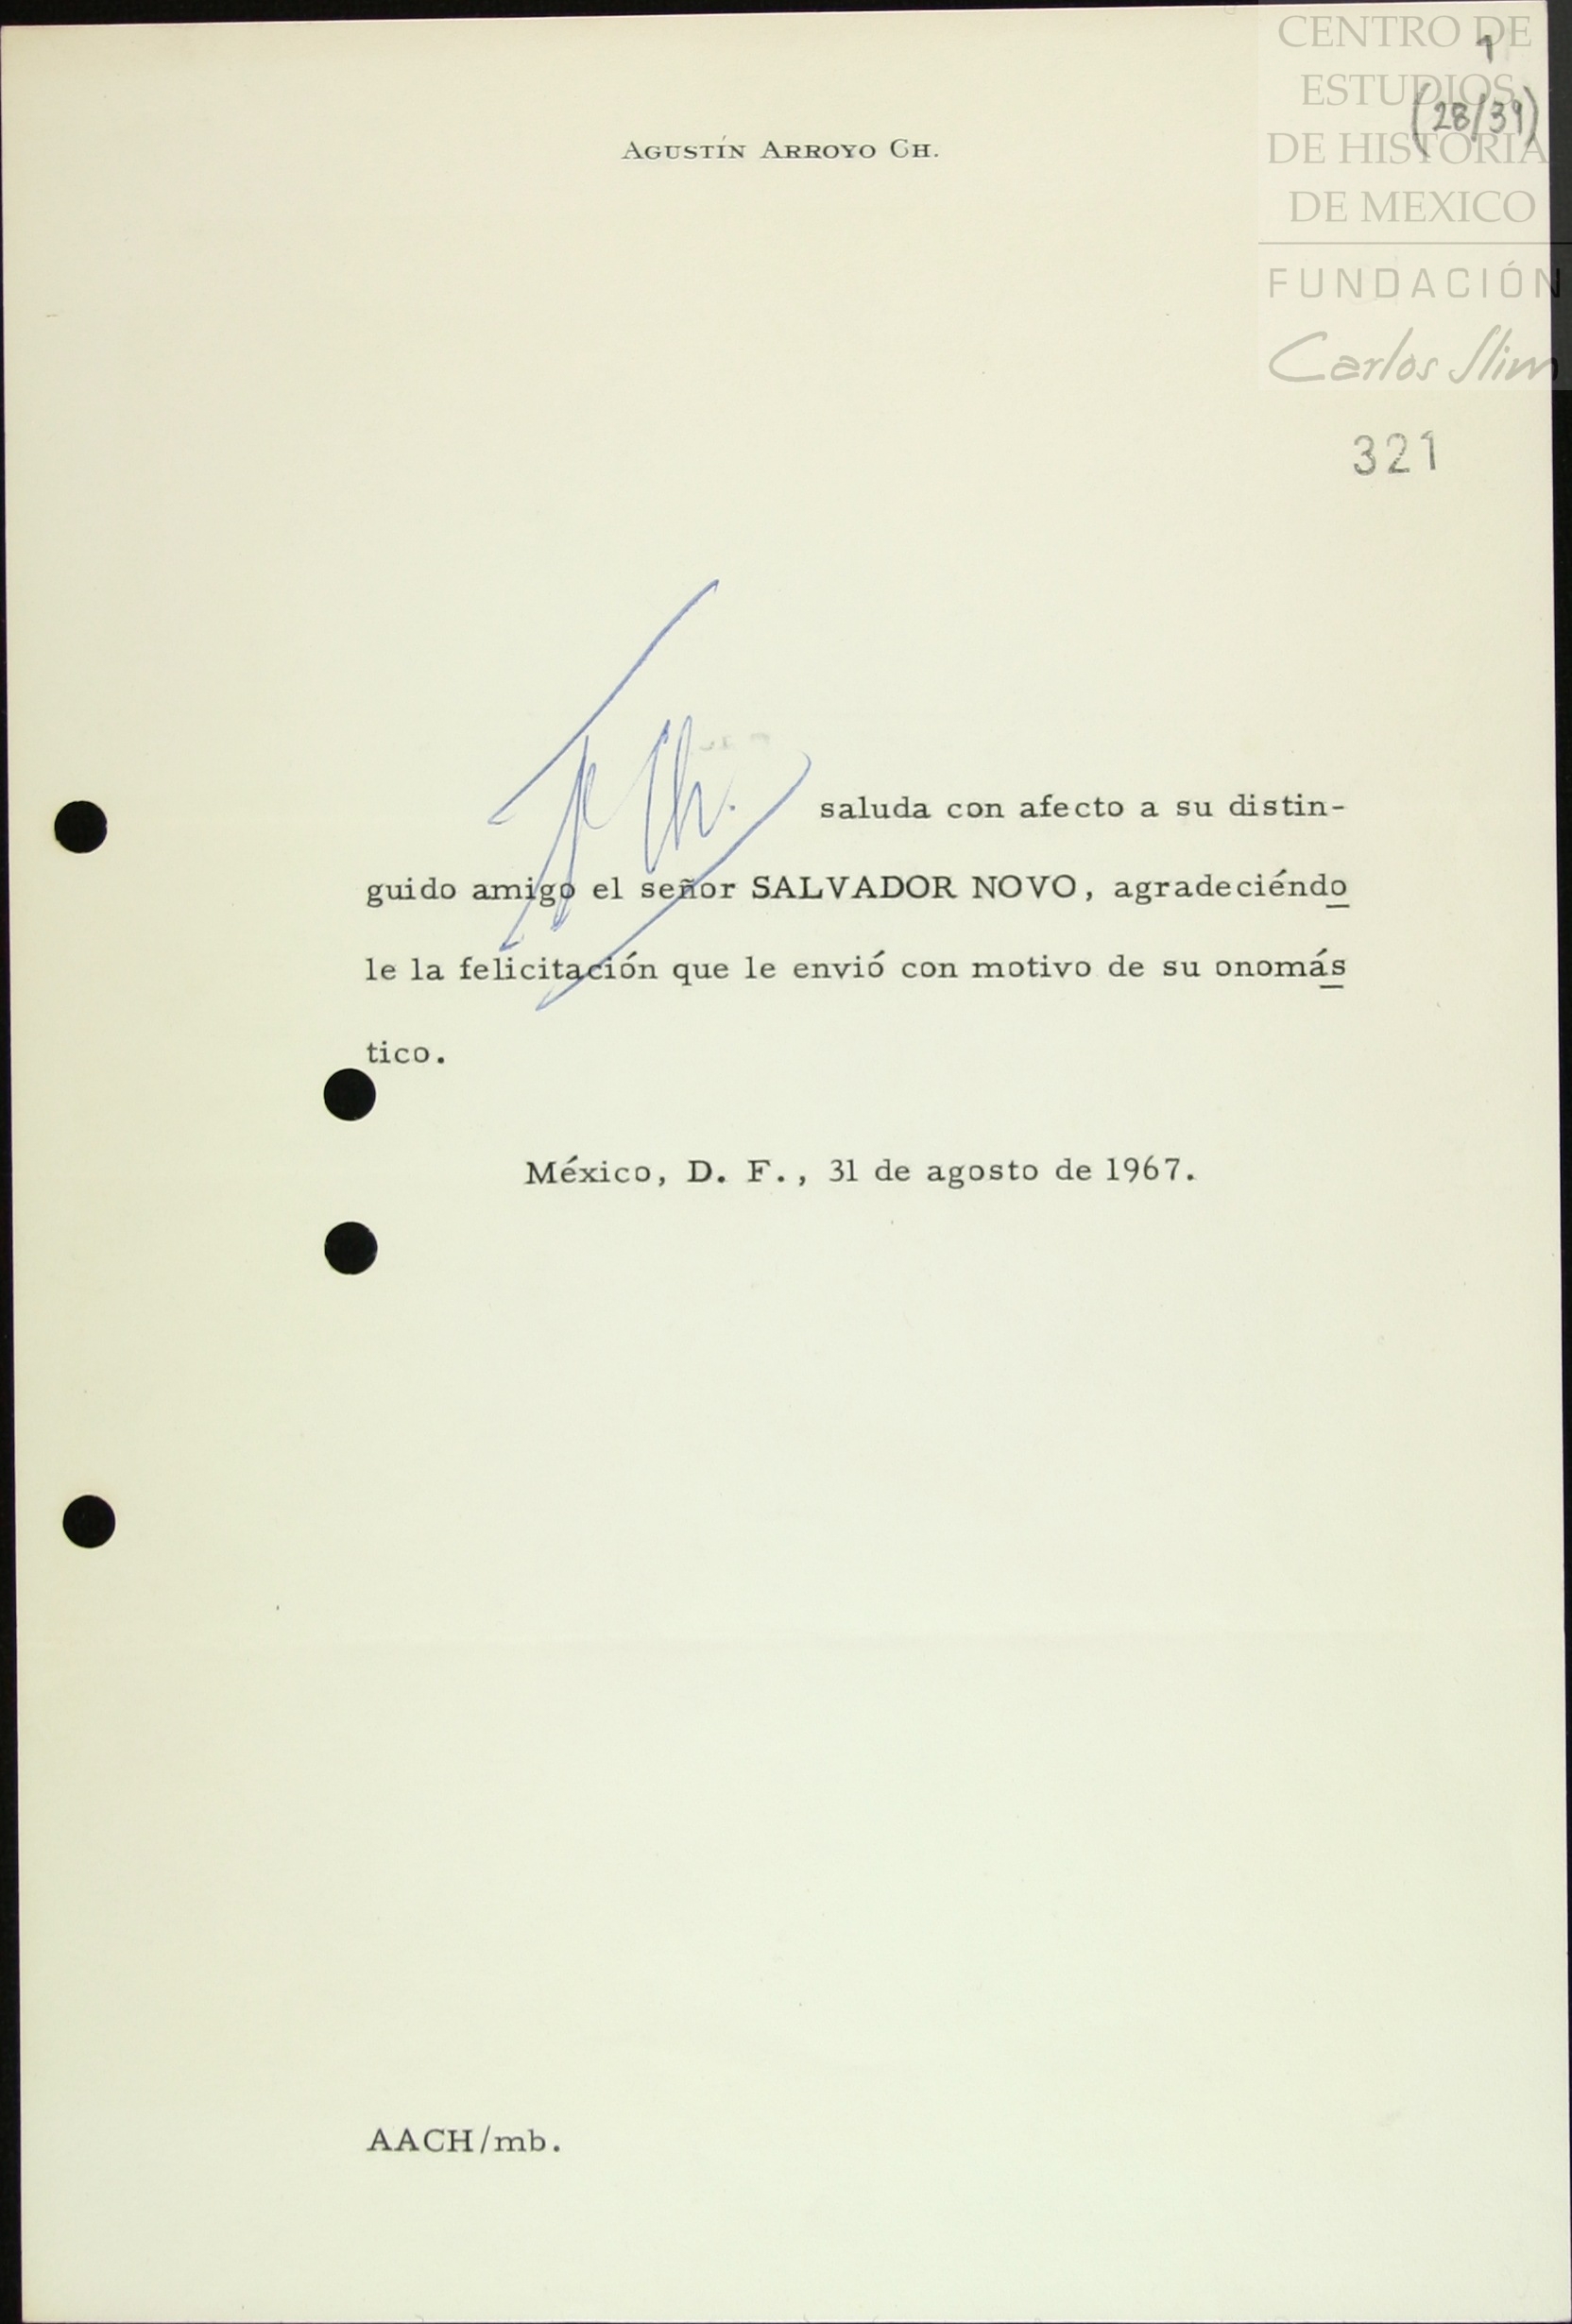 CENTRO DE
ESTUDIOS
DE HISTORIA
DE MEXICO
FUNDACIÓN
Carlos Slim
1
(28/39)
AGUSTÍN ARROYO CH.
321
A Ch.
saluda con afecto a su distin-
guido amigo el señor SALVADOR NOVO, agradeciéndo
le la felicitación que le envió con motivo de su onomás
tico.
México, D. F., 31 de agosto de 1967.
AACH/mb.